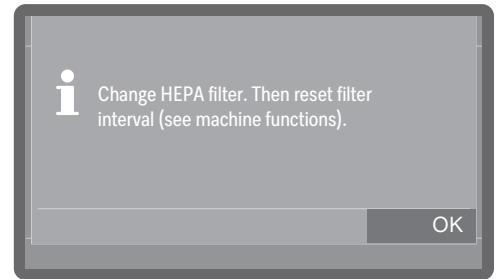 Change HEPA filter. Then reset filter
interval (see machine functions).
OK